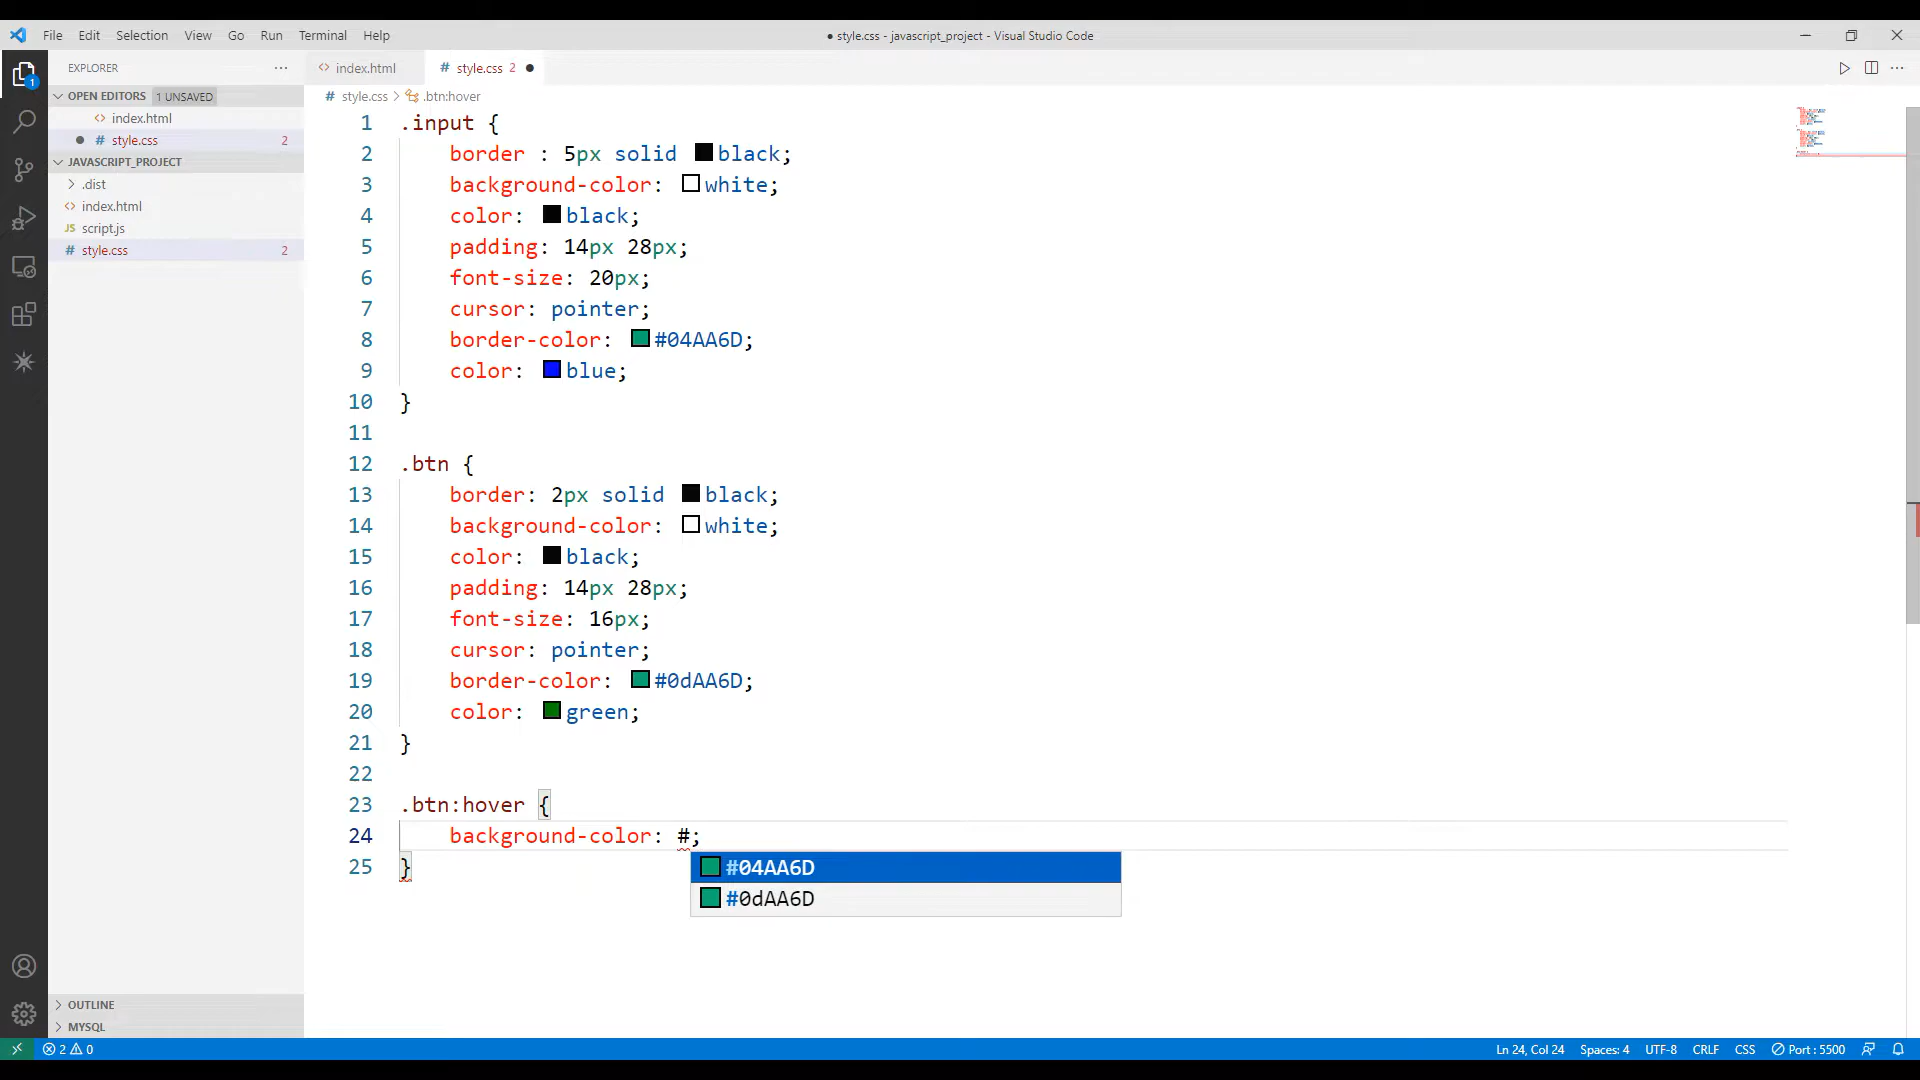 File Edit Selection View Go Run Terminal Help
● style.css - javascript_project - Visual Studio Code
EXPLORER
index.html
# style.css 2
OPEN EDITORS 1 UNSAVED
# style.css > .btn:hover
index.html
# style.css 2
JAVASCRIPT_PROJECT
.dist
index.html
JS script.js
# style.css 2
1
1 .input {
2 border : 5px solid black;
3 background-color: white;
4 color: black;
5 padding: 14px 28px;
6 font-size: 20px;
7 cursor: pointer;
8 border-color: #04AA6D;
9 color: blue;
10 }
11
12 .btn {
13 border: 2px solid black;
14 background-color: white;
15 color: black;
16 padding: 14px 28px;
17 font-size: 16px;
18 cursor: pointer;
19 border-color: #0dAA6D;
20 color: green;
21 }
22
23 .btn:hover {
24 background-color: #;
25 }
#04AA6D
#0dAA6D
OUTLINE
MYSQL
2 0
Ln 24, Col 24 Spaces: 4 UTF-8 CRLF CSS Port : 5500